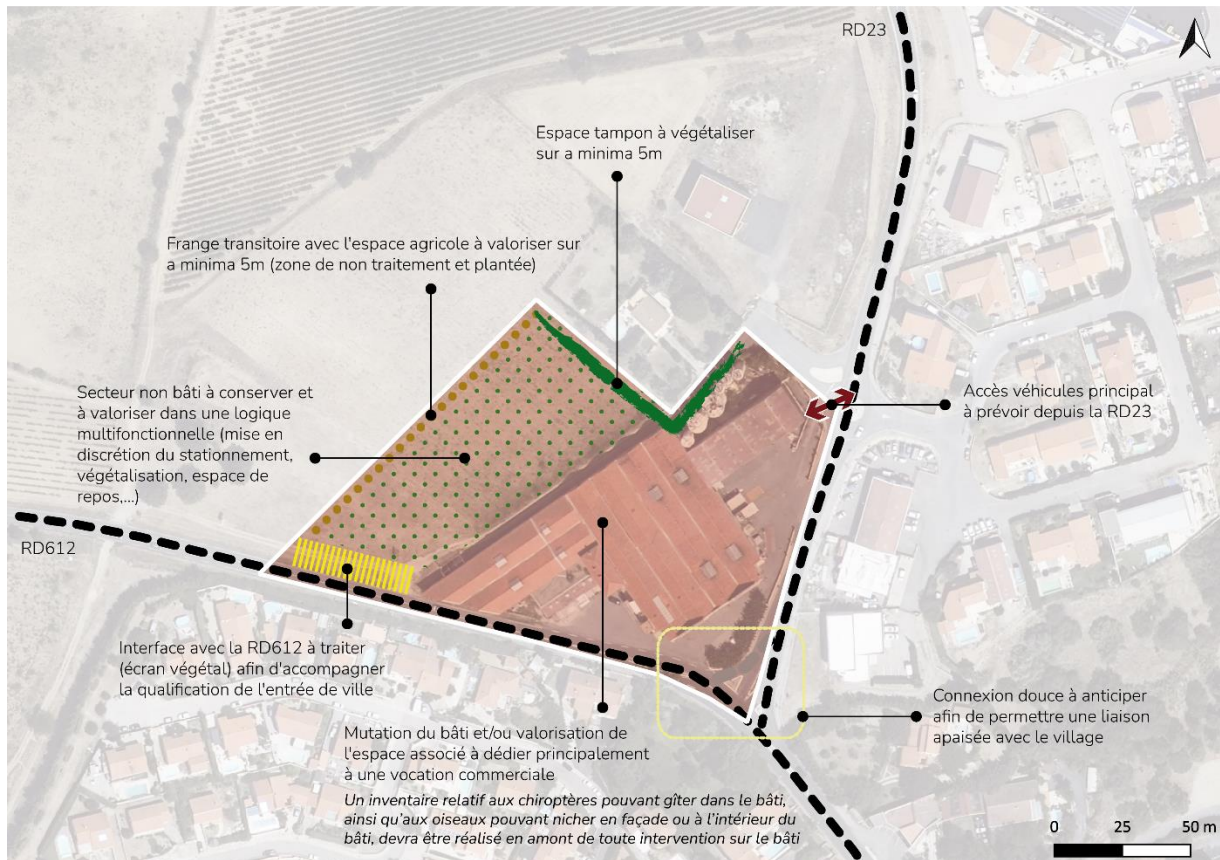 RD23
Espace tampon à végétaliser
sur a minima 5m
Frange transitoire avec l'espace agricole à valoriser sur
a minima 5m (zone de non traitement et plantée)
Secteur non bâti à conserver et
à valoriser dans une logique
multifonctionnelle (mise en
discrétion du stationnement,
végétalisation, espace de
repos,...)
Accès véhicules principal
à prévoir depuis la RD23
RD612
Interface avec la RD612 à traiter
(écran végétal) afin d'accompagner
la qualification de l'entrée de ville
Connexion douce à anticiper
afin de permettre une liaison
apaisée avec le village
Mutation du bâti et/ou valorisation de
l'espace associé à dédier principalement
à une vocation commerciale
Un inventaire relatif aux chiroptères pouvant gîter dans le bâti,
ainsi qu'aux oiseaux pouvant nicher en façade ou à l'intérieur du
bâti, devra être réalisé en amont de toute intervention sur le bâti
0 25 50 m